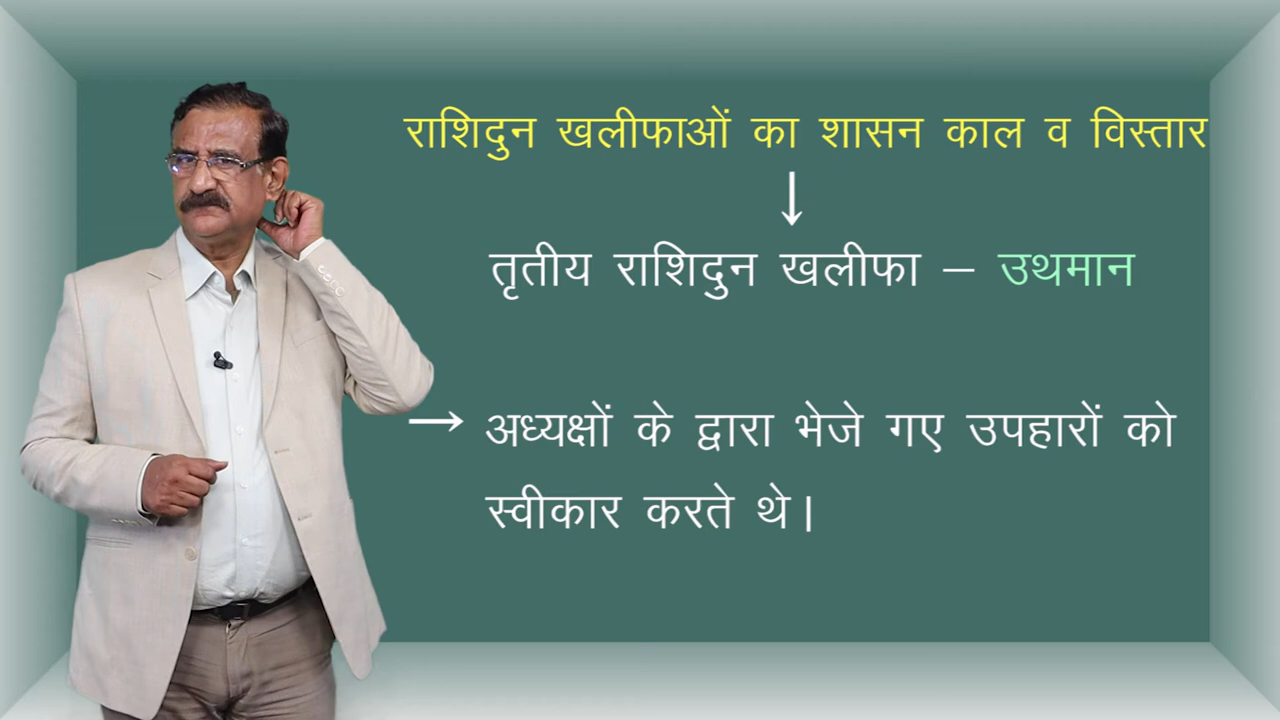 राशिदुन खलीफाओं का शासन काल व विस्तार
तृतीय राशिदुन खलीफा – उथमान
→ अध्यक्षों के द्वारा भेजे गए उपहारों को
स्वीकार करते थे।